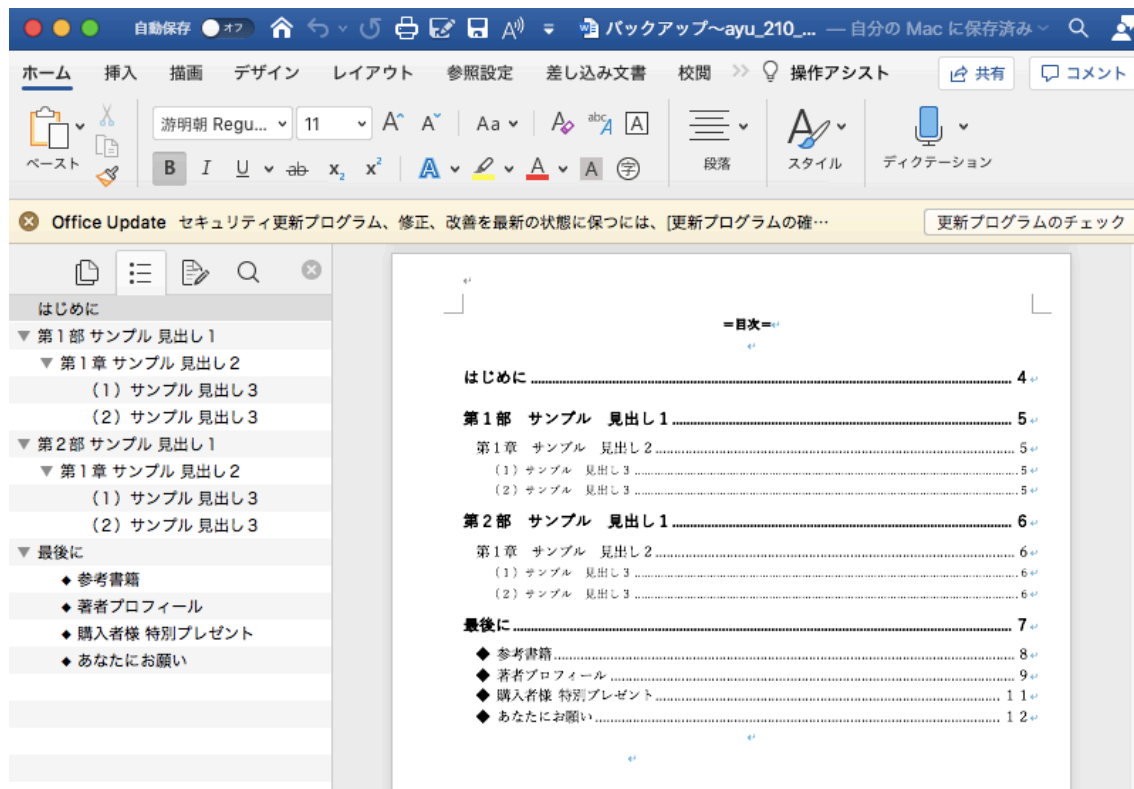 自動保存 オフ バックアップ〜ayu_210_... — 自分の Mac に保存済み
ホーム 挿入 描画 デザイン レイアウト 参照設定 差し込み文書 校閲 操作アシスト 共有 コメント
游明朝 Regu... 11 A A Aa abc A A
ペースト B I U ab x₂ x² A A A 字 段落 スタイル ディクテーション
Office Update セキュリティ更新プログラム、修正、改善を最新の状態に保つには、[更新プログラムの確… 更新プログラムのチェック
はじめに
第1部 サンプル 見出し1
第1章 サンプル 見出し2
（1）サンプル 見出し3
（2）サンプル 見出し3
第2部 サンプル 見出し1
第1章 サンプル 見出し2
（1）サンプル 見出し3
（2）サンプル 見出し3
最後に
◆ 参考書籍
◆ 著者プロフィール
◆ 購入者様 特別プレゼント
◆ あなたにお願い
＝目次＝
はじめに 4
第1部 サンプル 見出し1 5
第1章 サンプル 見出し2 5
（1）サンプル 見出し3 5
（2）サンプル 見出し3 5
第2部 サンプル 見出し1 6
第1章 サンプル 見出し2 6
（1）サンプル 見出し3 6
（2）サンプル 見出し3 6
最後に 7
◆ 参考書籍 8
◆ 著者プロフィール 9
◆ 購入者様 特別プレゼント 11
◆ あなたにお願い 12